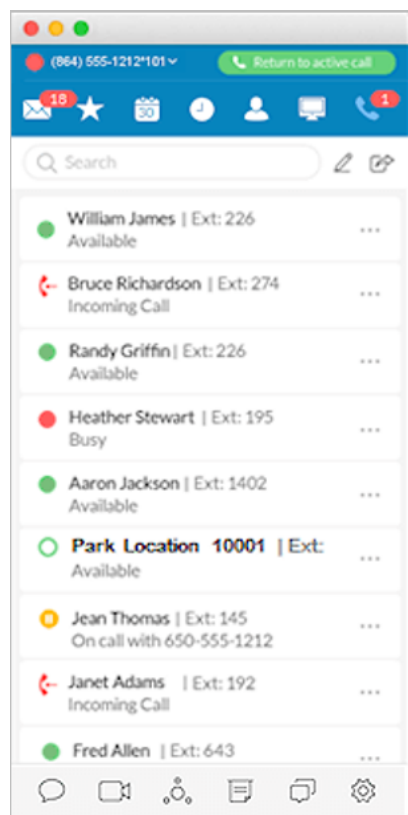 (864) 555-1212*101
Return to active call
18
30
1
Search
William James | Ext: 226
Available
Bruce Richardson | Ext: 274
Incoming Call
Randy Griffin | Ext: 226
Available
Heather Stewart | Ext: 195
Busy
Aaron Jackson | Ext: 1402
Available
Park Location 10001 | Ext:
Available
Jean Thomas | Ext: 145
On call with 650-555-1212
Janet Adams | Ext: 192
Incoming Call
Fred Allen | Ext: 643